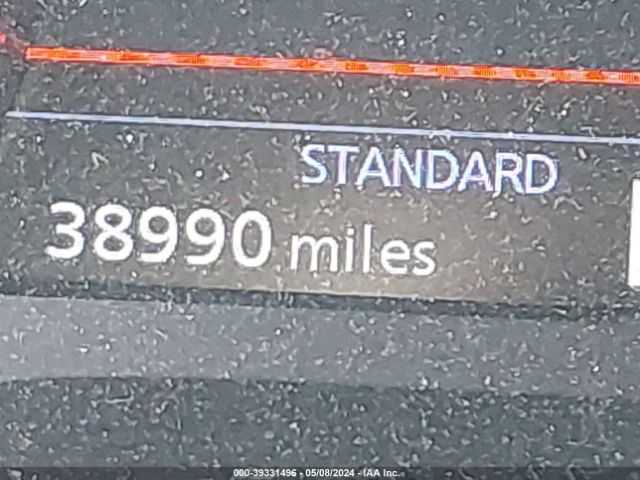 STANDARD
38990 miles
000-39331496 - 05/08/2024 - IAA Inc.